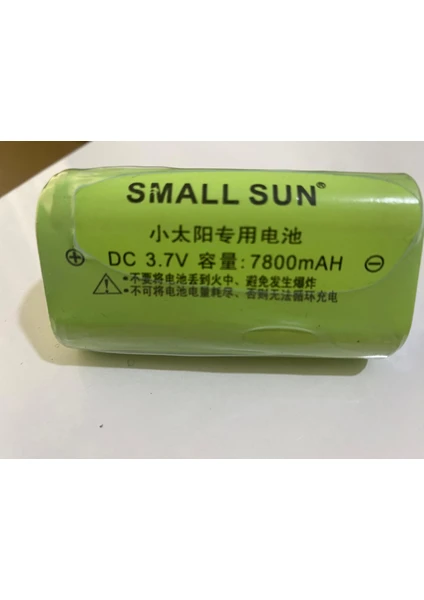 SMALL SUN®
小太阳专用电池
+ DC 3.7V 容量:7800mAH −
•不要将电池丢到火中、避免发生爆炸
•不可将电池电量耗尽、否则无法循环充电